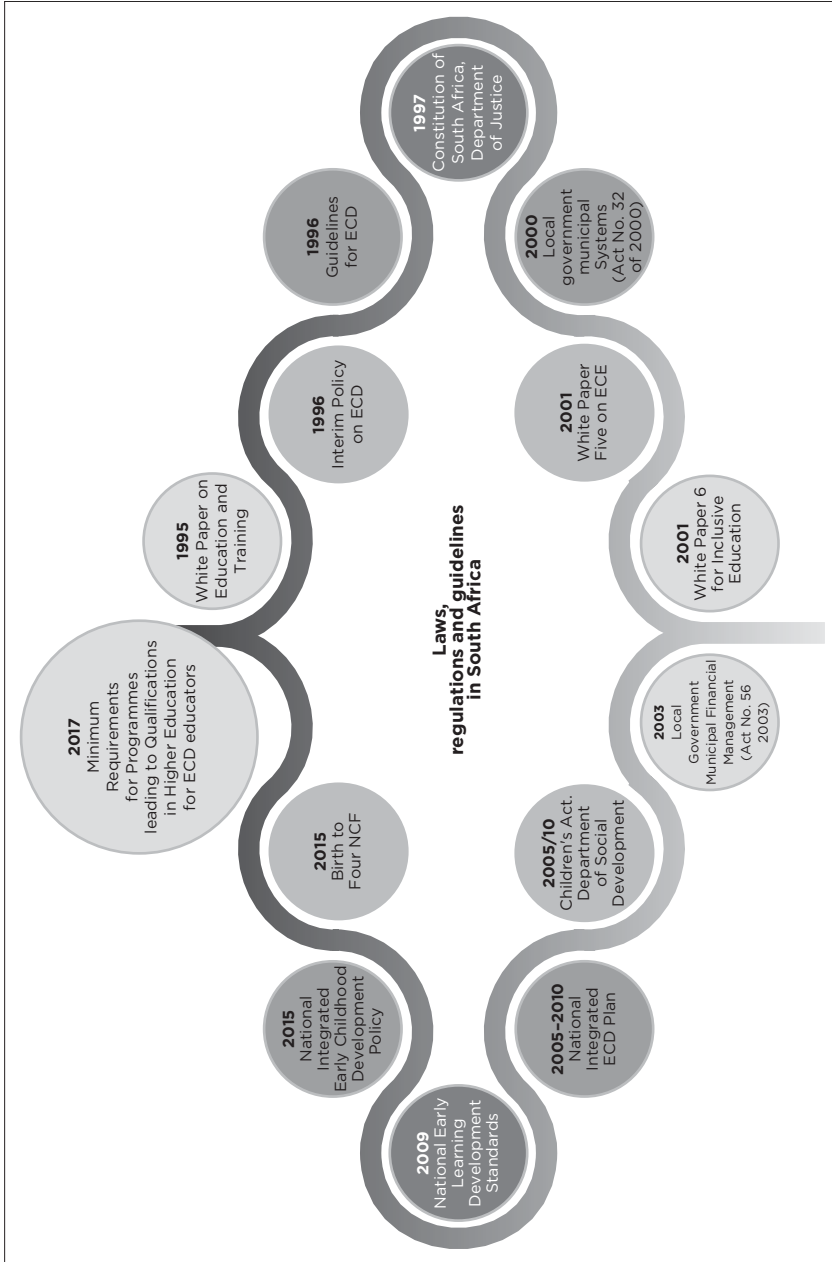 Laws,
regulations and guidelines
in South Africa
1995
White Paper on
Education and
Training
1996
Interim Policy
on ECD
1996
Guidelines
for ECD
1997
Constitution of
South Africa,
Department
of Justice
2000
Local
government
municipal
Systems
(Act No. 32
of 2000)
2001
White Paper
Five on ECE
2001
White Paper 6
for Inclusive
Education
2003
Local
Government
Municipal Financial
Management
(Act No. 56
2003)
2005/10
Children's Act.
Department
of Social
Development
2005–2010
National
Integrated
ECD Plan
2009
National Early
Learning
Development
Standards
2015
National
Integrated
Early Childhood
Development
Policy
2015
Birth to
Four NCF
2017
Minimum
Requirements
for Programmes
leading to Qualifications
in Higher Education
for ECD educators